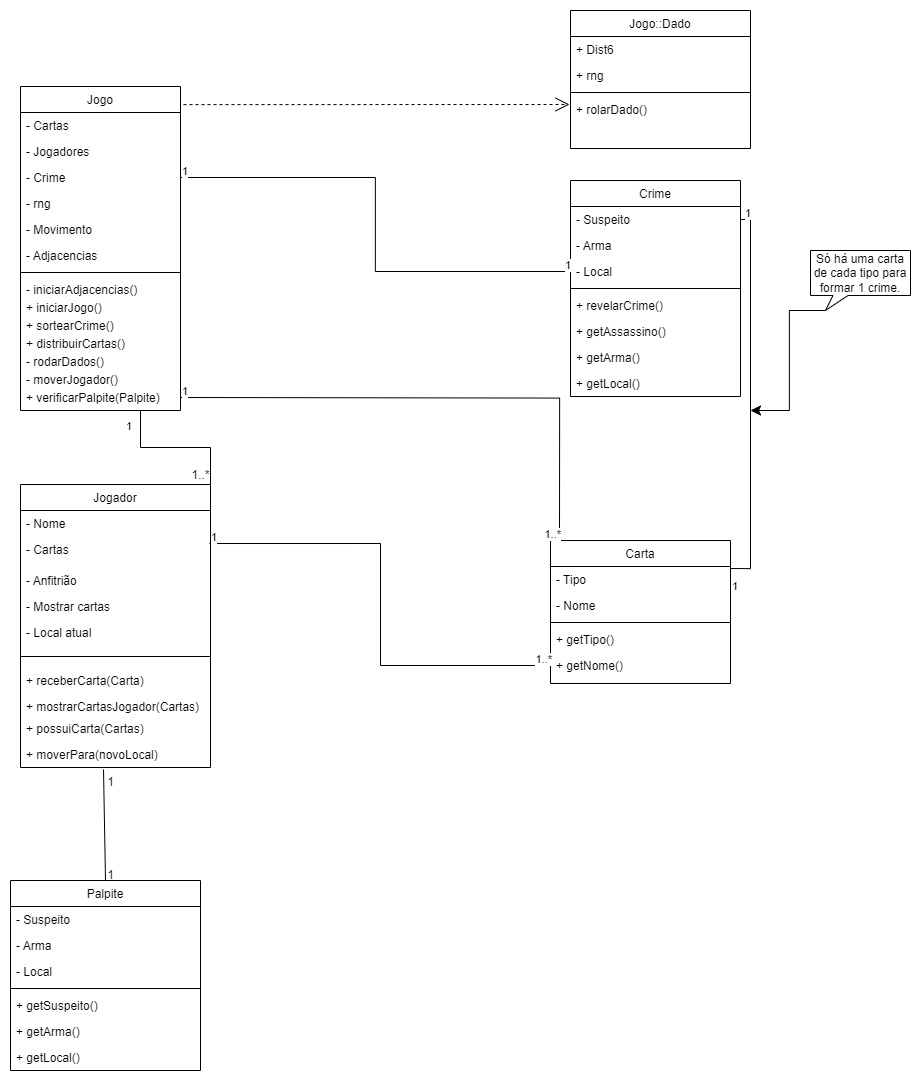 Jogo::Dado
+ Dist6
+ rng
+ rolarDado()
Jogo
- Cartas
- Jogadores
- Crime
- rng
- Movimento
- Adjacencias
- iniciarAdjacencias()
+ iniciarJogo()
+ sortearCrime()
+ distribuirCartas()
- rodarDados()
- moverJogador()
+ verificarPalpite(Palpite)
1
1
1
1..*
1
1..*
Crime
- Suspeito
- Arma
- Local
+ revelarCrime()
+ getAssassino()
+ getArma()
+ getLocal()
1
1
Só há uma carta
de cada tipo para
formar 1 crime.
Jogador
- Nome
- Cartas
- Anfitrião
- Mostrar cartas
- Local atual
+ receberCarta(Carta)
+ mostrarCartasJogador(Cartas)
+ possuiCarta(Cartas)
+ moverPara(novoLocal)
1
1..*
Carta
- Tipo
- Nome
+ getTipo()
+ getNome()
1
1
Palpite
- Suspeito
- Arma
- Local
+ getSuspeito()
+ getArma()
+ getLocal()